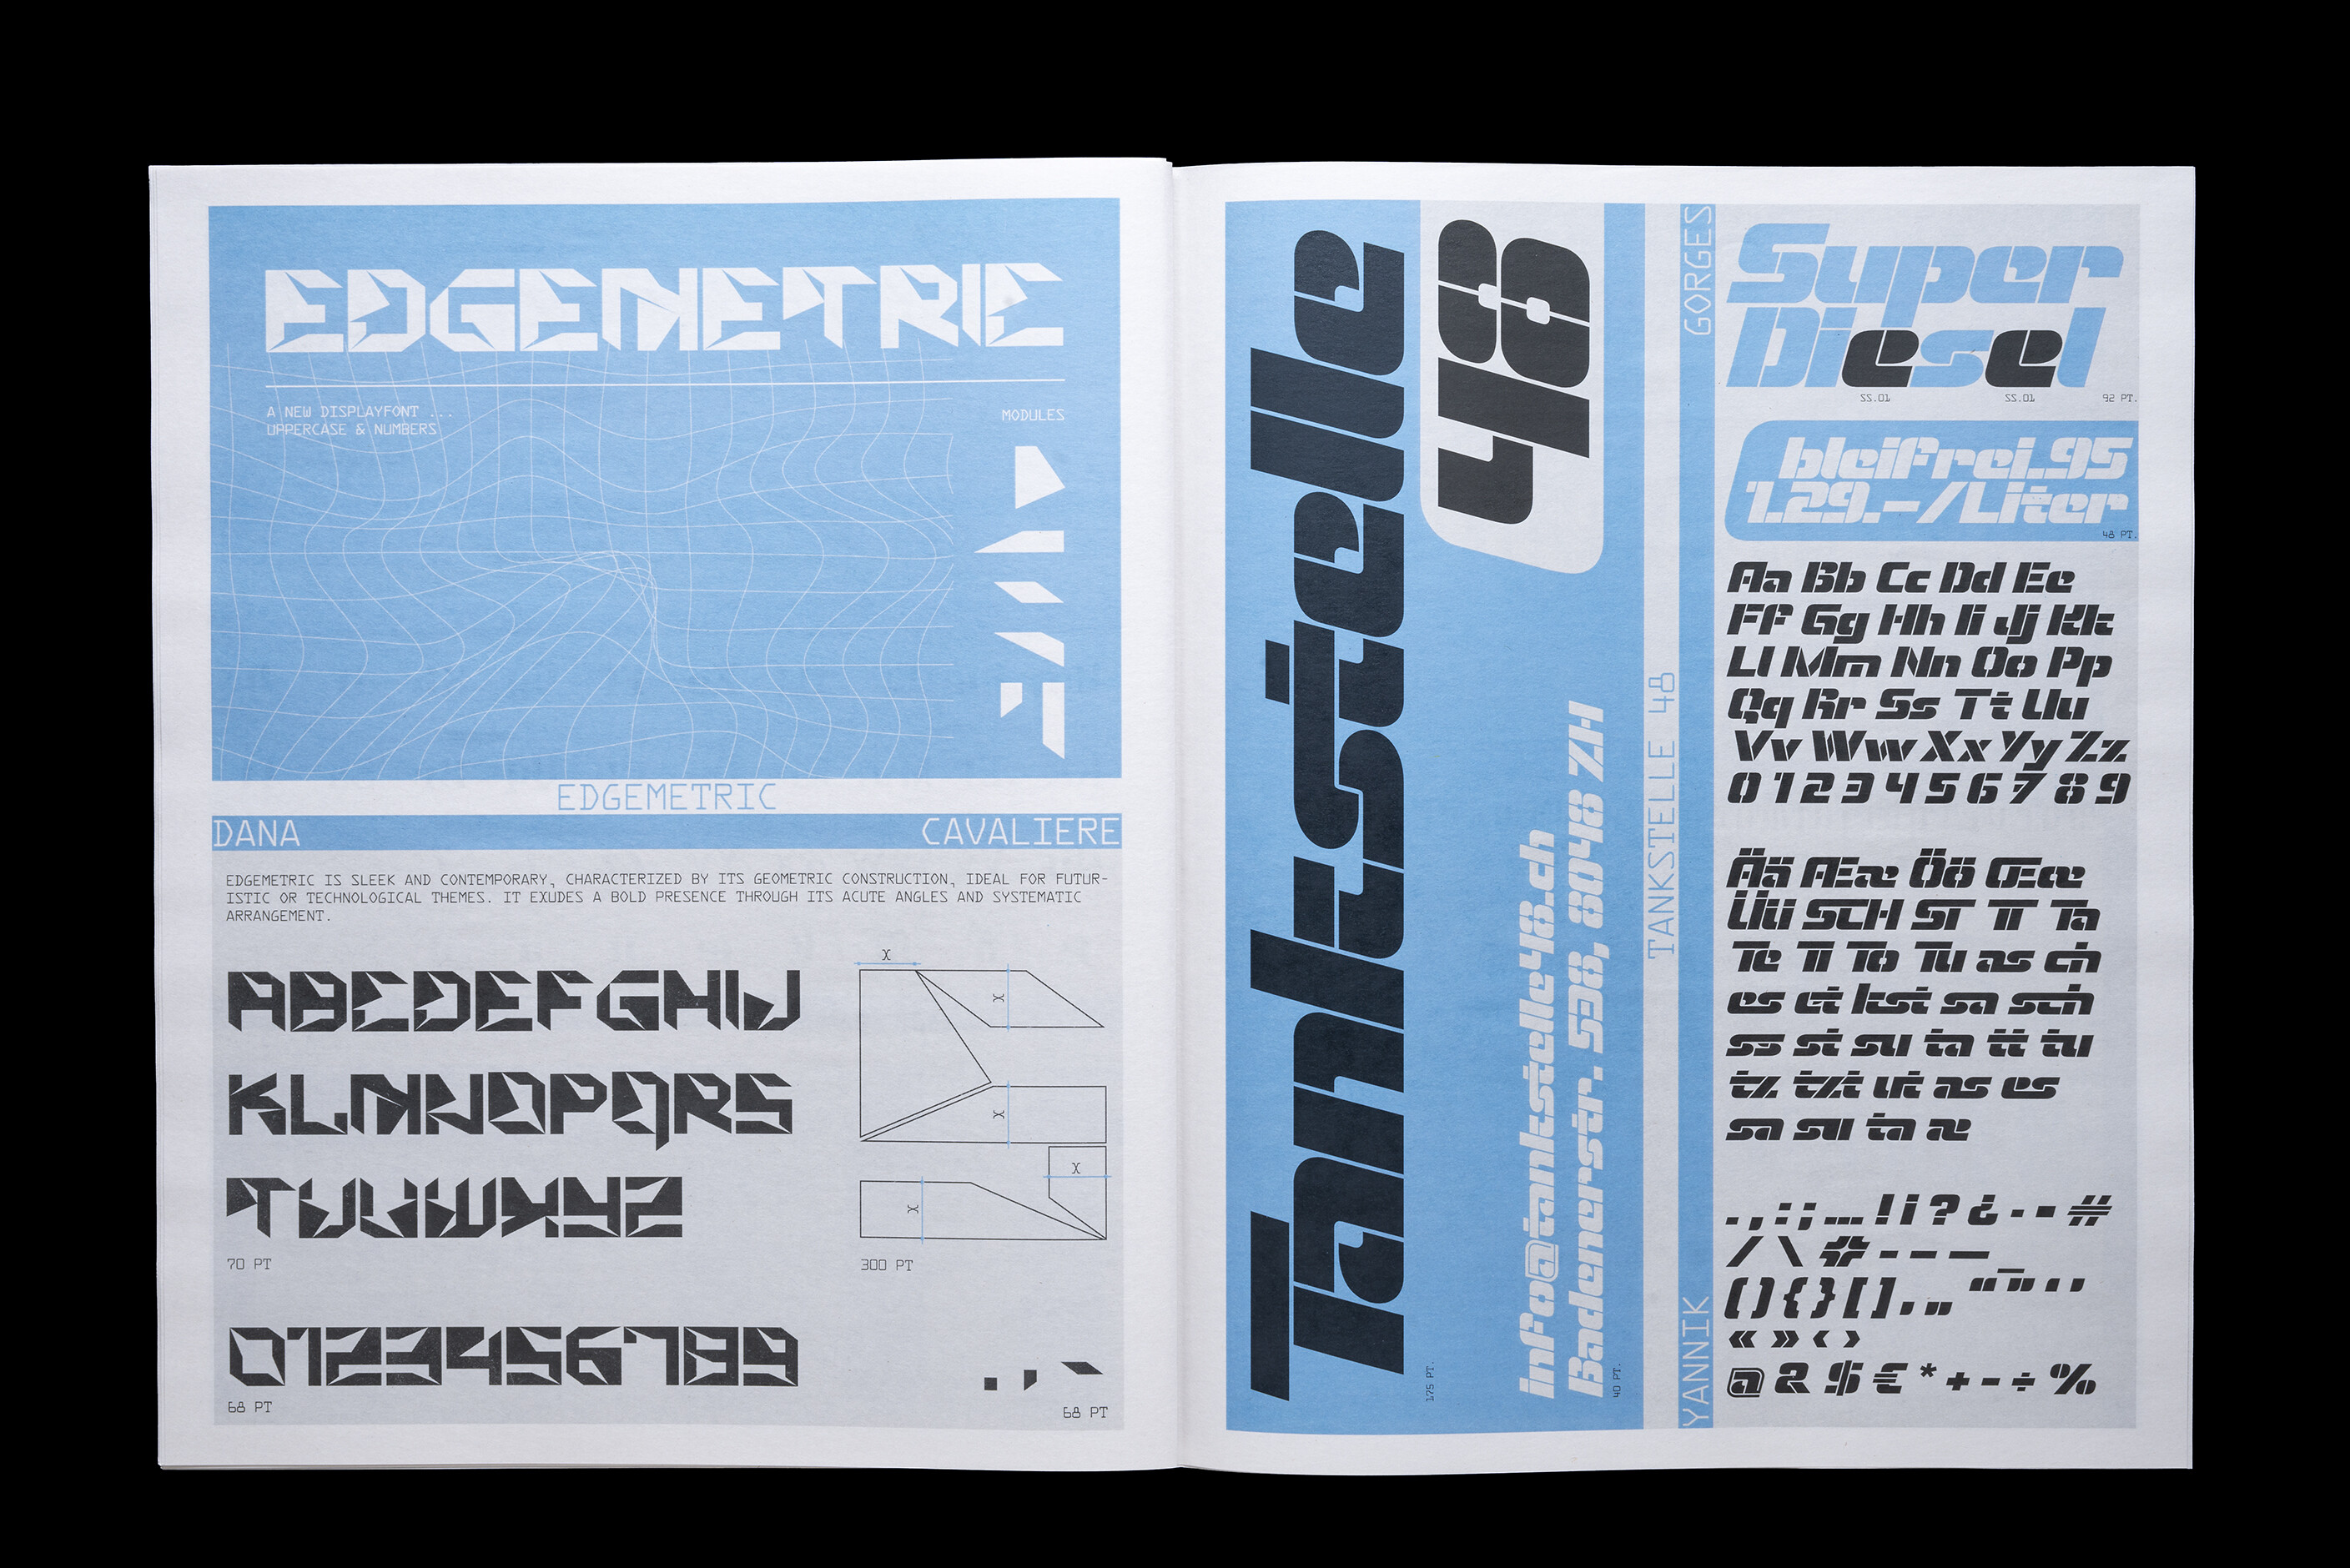 EDGEMETRIC
A NEW DISPLAYFONT ...
UPPERCASE & NUMBERS
MODULES
EDGEMETRIC
DANA
CAVALIERE
EDGEMETRIC IS SLEEK AND CONTEMPORARY, CHARACTERIZED BY ITS GEOMETRIC CONSTRUCTION, IDEAL FOR FUTUR-
ISTIC OR TECHNOLOGICAL THEMES. IT EXUDES A BOLD PRESENCE THROUGH ITS ACUTE ANGLES AND SYSTEMATIC
ARRANGEMENT.
ABCDEFGHIJ
KLMNOPQRS
TUVWXYZ
70 PT
X
X
X
X
X
300 PT
0123456789
68 PT
. , -
68 PT
Tankstelle
175 PT.
48
info@tankstelle48.ch
Badenerstr. 538, 8048 ZH
40 PT.
TANKSTELLE 48
YANNIK
GORGES
Super
Diesel
SS.01
SS.01
92 PT.
bleifrei.95
1.29.-/Liter
48 PT.
Aa Bb Cc Dd Ee
Ff Gg Hh Ii Jj Kk
Ll Mm Nn Oo Pp
Qq Rr Ss Tt Uu
Vv Ww Xx Yy Zz
0 1 2 3 4 5 6 7 8 9
Ää Ææ Öö Œœ
Üü SCH ST TT Ta
Te Ti To Tu as ch
es et kst sa sch
ss st su ta tt tu
tz tzt ut as es
sa su ta æ
. , : ; … ! ¡ ? ¿ · • #
/ \ # - – — _
( ) { } [ ] ‚ „ “ ” ‘ ’
« » ‹ ›
@ & $ € * + − ÷ %